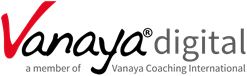 Vanaya® digital
a member of Vanaya Coaching International